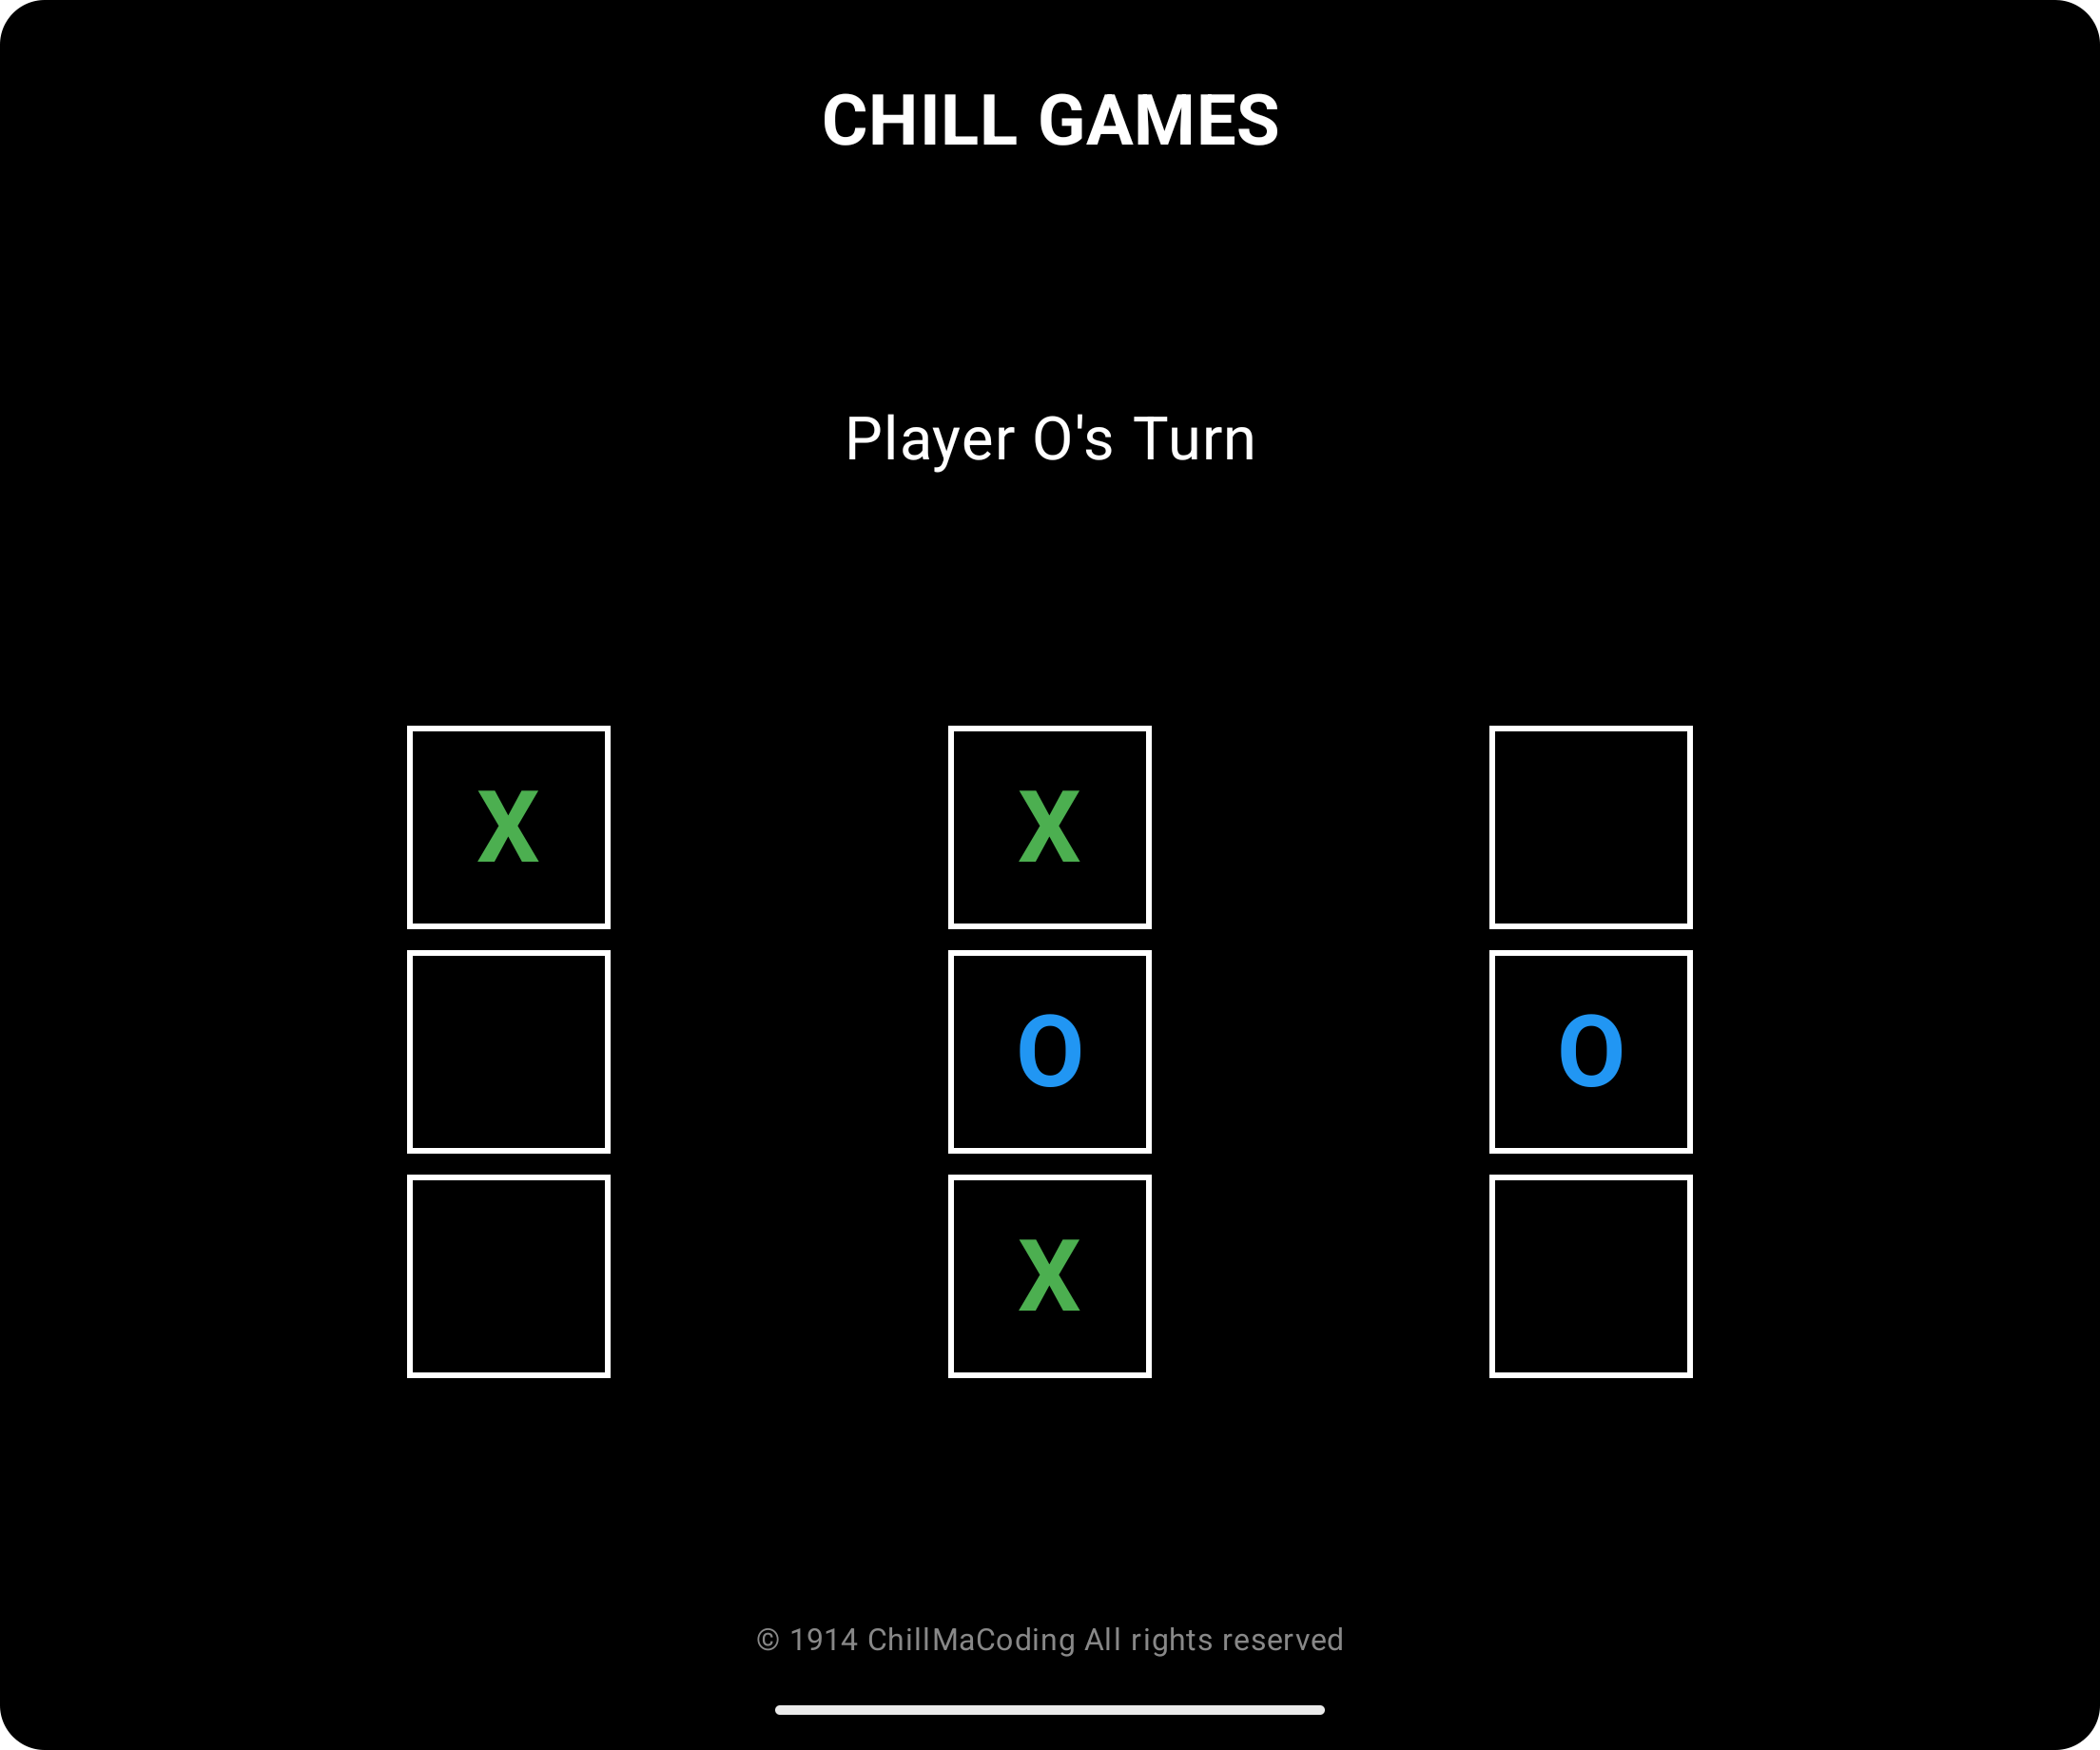 CHILL GAMES
Player O's Turn
X X
O O
X
© 1914 ChillMaCoding All rights reserved